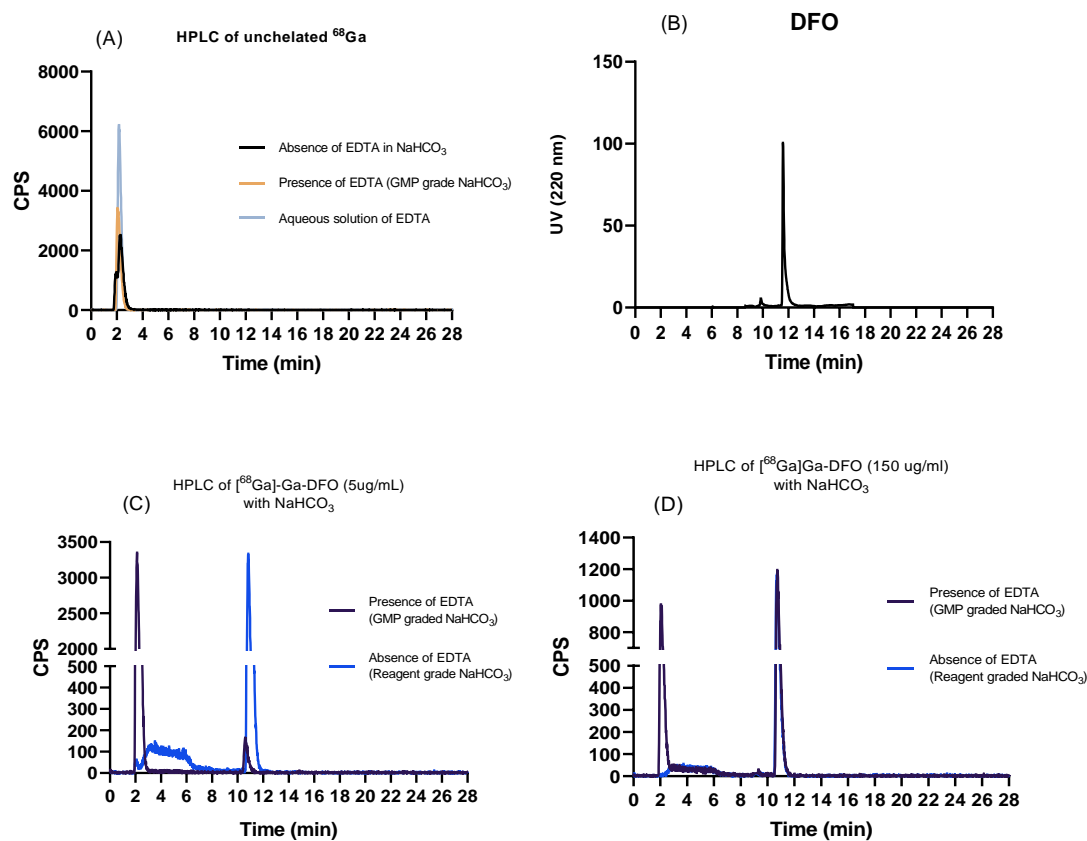 (A)
HPLC of unchelated ⁶⁸Ga
8000
6000
4000
2000
0
CPS
Absence of EDTA in NaHCO₃
Presence of EDTA (GMP grade NaHCO₃)
Aqueous solution of EDTA
0 2 4 6 8 10 12 14 16 18 20 22 24 26 28
Time (min)
(B)
DFO
150
100
50
0
UV (220 nm)
0 2 4 6 8 10 12 14 16 18 20 22 24 26 28
Time (min)
(C)
HPLC of [⁶⁸Ga]-Ga-DFO (5ug/mL)
with NaHCO₃
3500
3000
2500
2000
500
400
300
200
100
0
CPS
Presence of EDTA
(GMP graded NaHCO₃)
Absence of EDTA
(Reagent grade NaHCO₃)
0 2 4 6 8 10 12 14 16 18 20 22 24 26 28
Time (min)
(D)
HPLC of [⁶⁸Ga]Ga-DFO (150 ug/ml)
with NaHCO₃
1400
1200
1000
800
600
500
400
300
200
100
0
CPS
Presence of EDTA
(GMP graded NaHCO₃)
Absence of EDTA
(Reagent graded NaHCO₃)
0 2 4 6 8 10 12 14 16 18 20 22 24 26 28
Time (min)